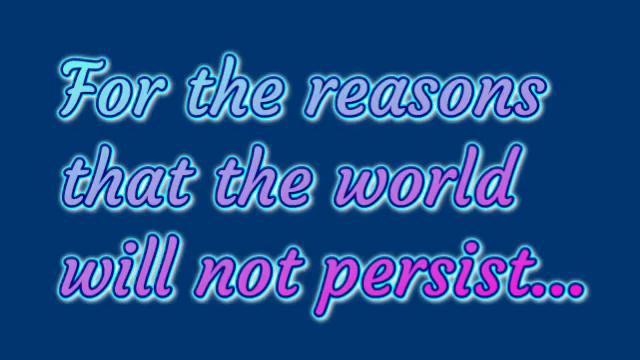 For the reasons
that the world
will not persist...